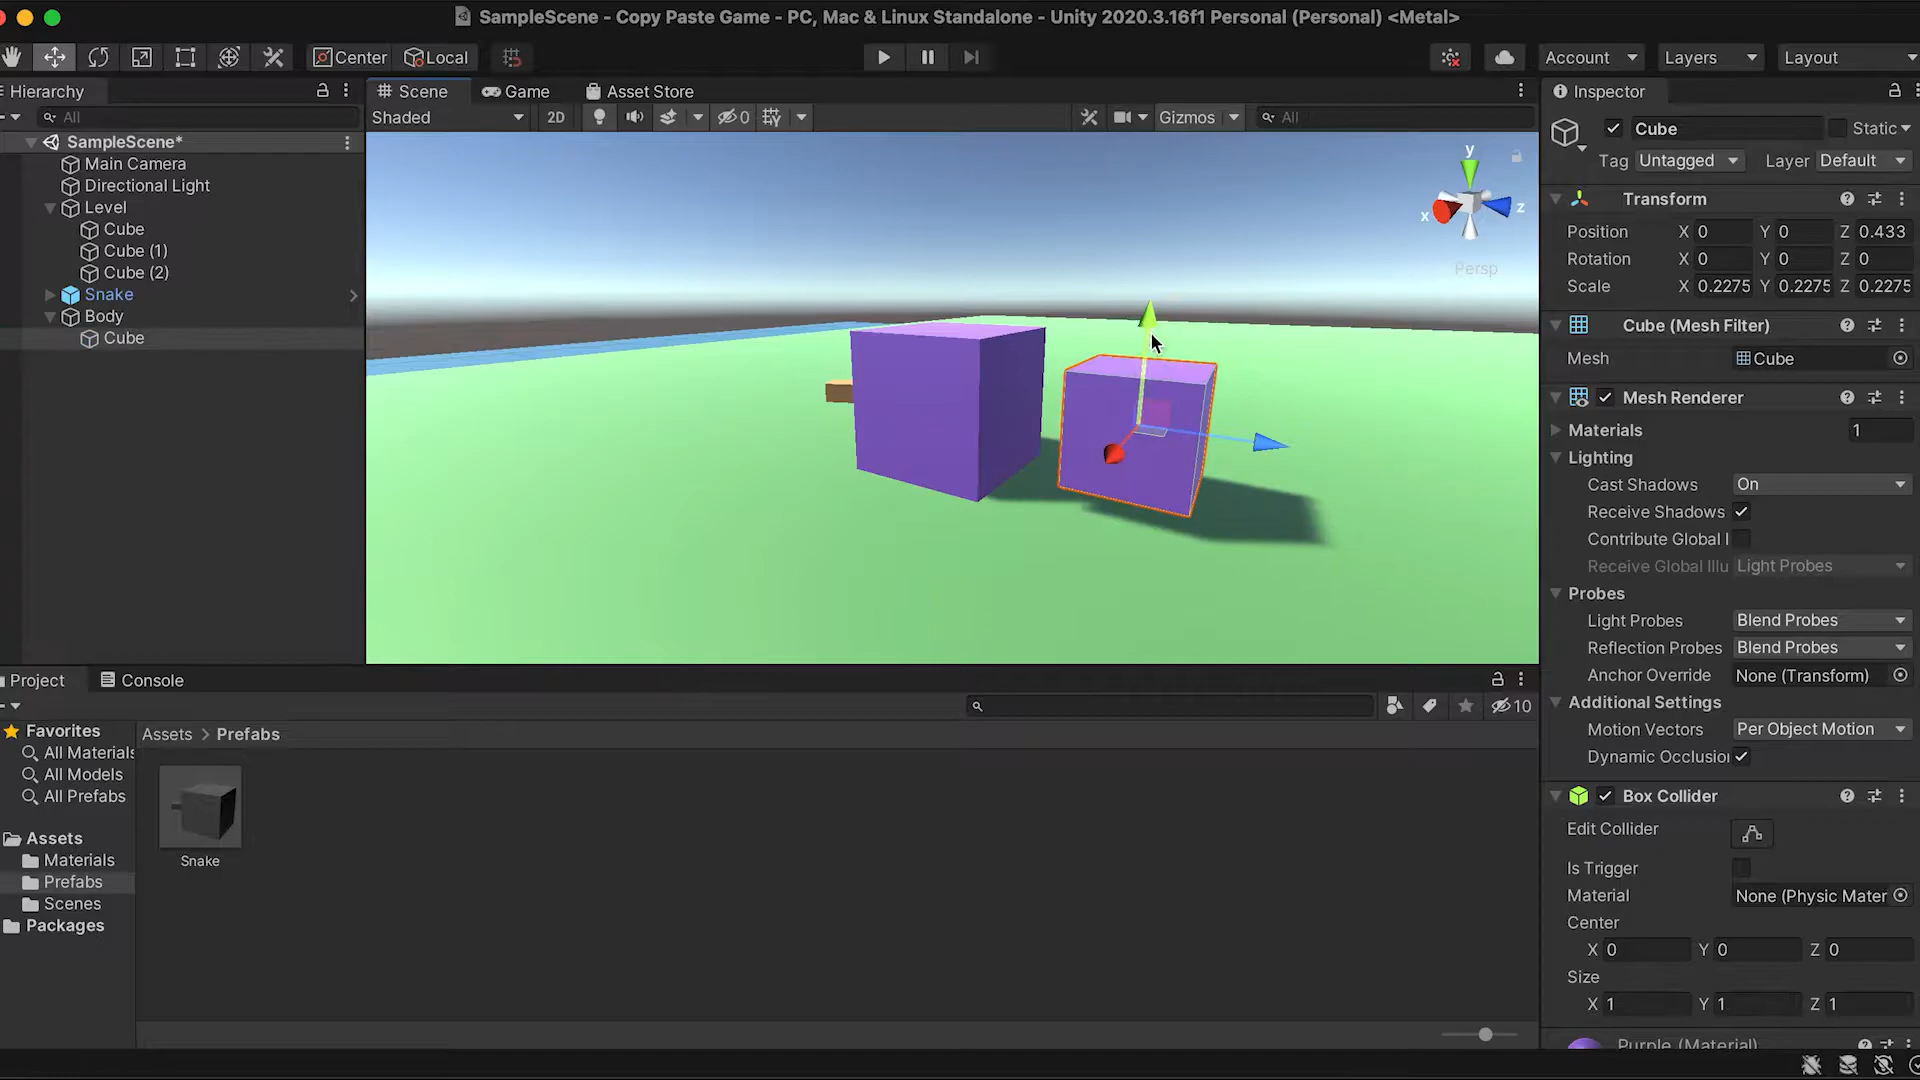 SampleScene - Copy Paste Game - PC, Mac & Linux Standalone - Unity 2020.3.16f1 Personal (Personal) <Metal>
Center
Local
Account
Layers
Layout
Hierarchy
All
SampleScene*
Main Camera
Directional Light
Level
Cube
Cube (1)
Cube (2)
Snake
Body
Cube
Scene
Game
Asset Store
Shaded
2D
0
Gizmos
All
y
x
z
Persp
Inspector
Cube
Static
Tag Untagged
Layer Default
Transform
Position X 0 Y 0 Z 0.433
Rotation X 0 Y 0 Z 0
Scale X 0.2275 Y 0.2275 Z 0.2275
Cube (Mesh Filter)
Mesh Cube
Mesh Renderer
Materials 1
Lighting
Cast Shadows On
Receive Shadows
Contribute Global I
Receive Global Illu Light Probes
Probes
Light Probes Blend Probes
Reflection Probes Blend Probes
Anchor Override None (Transform)
Additional Settings
Motion Vectors Per Object Motion
Dynamic Occlusion
Box Collider
Edit Collider
Is Trigger
Material None (Physic Mater
Center
X 0 Y 0 Z 0
Size
X 1 Y 1 Z 1
Purple (Material)
Project
Console
10
Favorites
All Materials
All Models
All Prefabs
Assets
Materials
Prefabs
Scenes
Packages
Assets > Prefabs
Snake